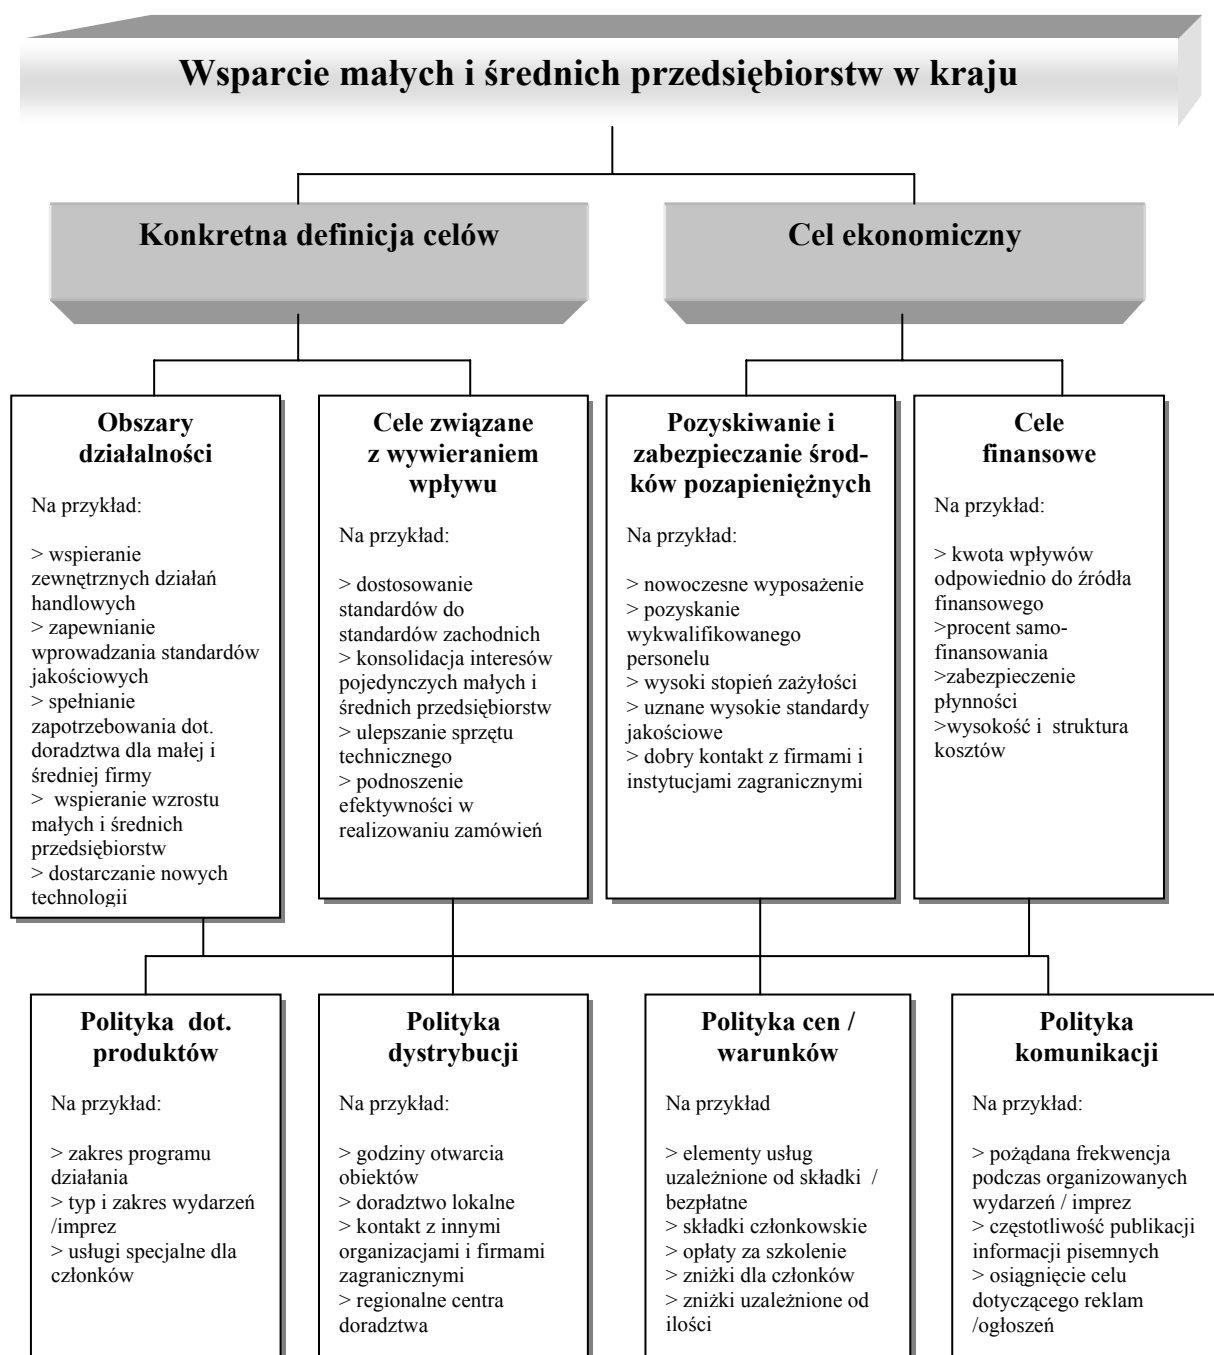 Wsparcie małych i średnich przedsiębiorstw w kraju
Konkretna definicja celów
Cel ekonomiczny
Obszary
działalności
Na przykład:
> wspieranie
zewnętrznych działań
handlowych
> zapewnianie
wprowadzania standardów
jakościowych
> spełnianie
zapotrzebowania dot.
doradztwa dla małej i
średniej firmy
>  wspieranie wzrostu
małych i średnich
przedsiębiorstw
> dostarczanie nowych
technologii
Cele związane
z wywieraniem
wpływu
Na przykład:
> dostosowanie
standardów do
standardów zachodnich
> konsolidacja interesów
pojedynczych małych i
średnich przedsiębiorstw
> ulepszanie sprzętu
technicznego
> podnoszenie
efektywności w
realizowaniu zamówień
Pozyskiwanie i
zabezpieczanie środ-
ków pozapieniężnych
Na przykład:
> nowoczesne wyposażenie
> pozyskanie
wykwalifikowanego
personelu
> wysoki stopień zażyłości
> uznane wysokie standardy
jakościowe
> dobry kontakt z firmami i
instytucjami zagranicznymi
Cele
finansowe
Na przykład:
> kwota wpływów
odpowiednio do źródła
finansowego
>procent samo-
finansowania
>zabezpieczenie
płynności
>wysokość i  struktura
kosztów
Polityka  dot.
produktów
Na przykład:
> zakres programu
działania
> typ i zakres wydarzeń
/imprez
> usługi specjalne dla
członków
Polityka
dystrybucji
Na przykład:
> godziny otwarcia
obiektów
> doradztwo lokalne
> kontakt z innymi
organizacjami i firmami
zagranicznymi
> regionalne centra
doradztwa
Polityka cen /
warunków
Na przykład
> elementy usług
uzależnione od składki  /
bezpłatne
> składki członkowskie
> opłaty za szkolenie
> zniżki dla członków
> zniżki uzależnione od
ilości
Polityka
komunikacji
Na przykład:
> pożądana frekwencja
podczas organizowanych
wydarzeń / imprez
> częstotliwość publikacji
informacji pisemnych
> osiągnięcie celu
dotyczącego reklam
/ogłoszeń